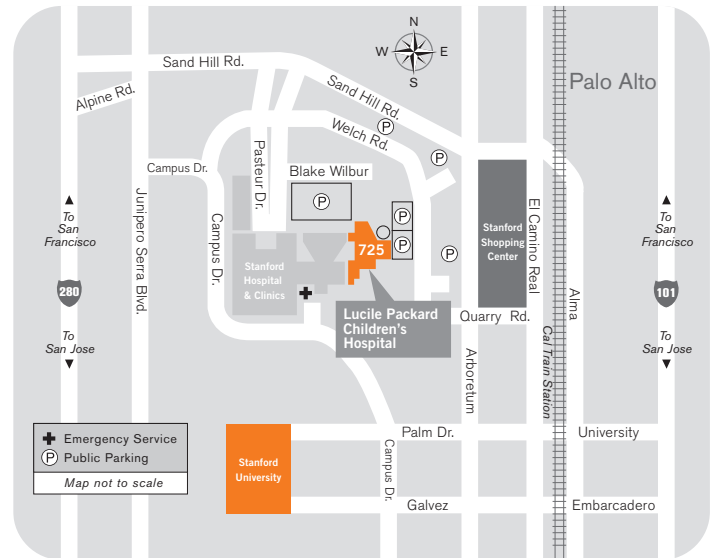 N
W E
S
Sand Hill Rd.
Palo Alto
Alpine Rd.
Sand Hill Rd.
P
Welch Rd.
Pasteur Dr.
P
Campus Dr.
Blake Wilbur
P
P
P
P
Junipero Serra Blvd.
Campus Dr.
725
Stanford
Shopping
Center
El Camino Real
To
San
Francisco
280
To
San Jose
To
San
Francisco
101
To
San Jose
Stanford
Hospital
& Clinics
Lucile Packard
Children's
Hospital
Alma
Quarry Rd.
Cal Train Station
Arboretum
Emergency Service
P Public Parking
Map not to scale
Stanford
University
Palm Dr.
University
Campus Dr.
Galvez
Embarcadero